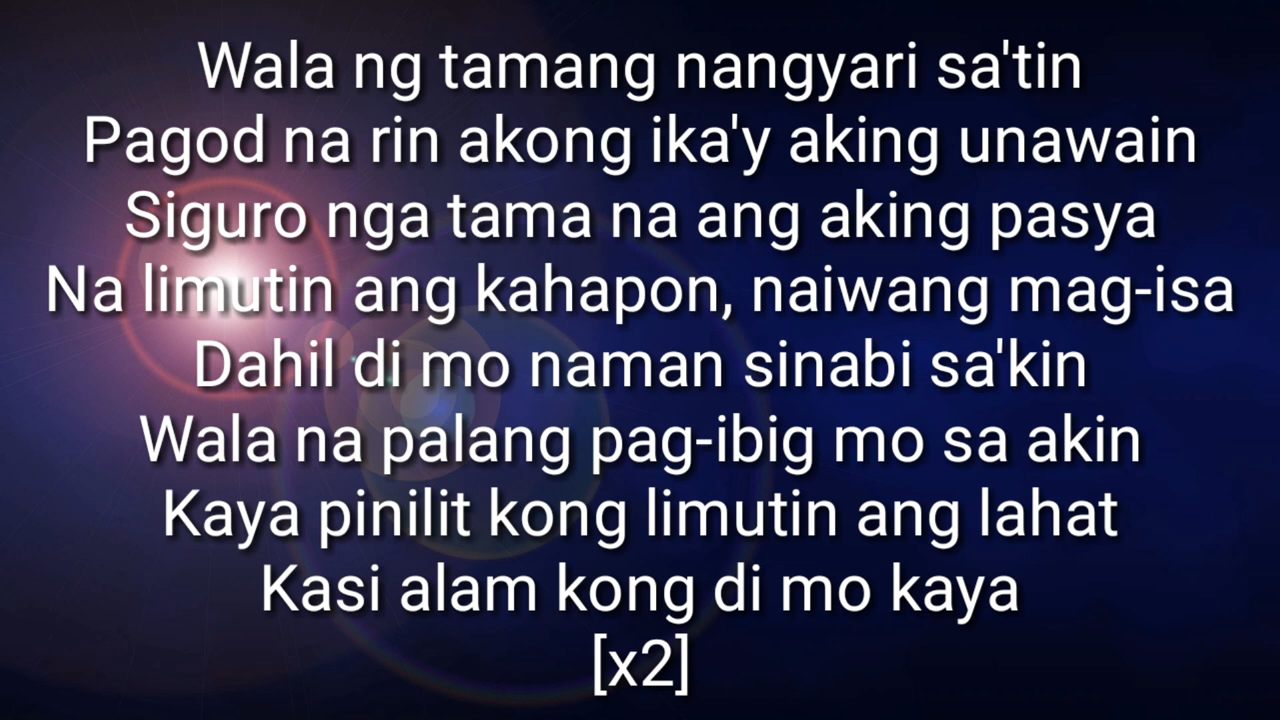 Wala ng tamang nangyari sa'tin
Pagod na rin akong ika'y aking unawain
Siguro nga tama na ang aking pasya
Na limutin ang kahapon, naiwang mag-isa
Dahil di mo naman sinabi sa'kin
Wala na palang pag-ibig mo sa akin
Kaya pinilit kong limutin ang lahat
Kasi alam kong di mo kaya
[x2]